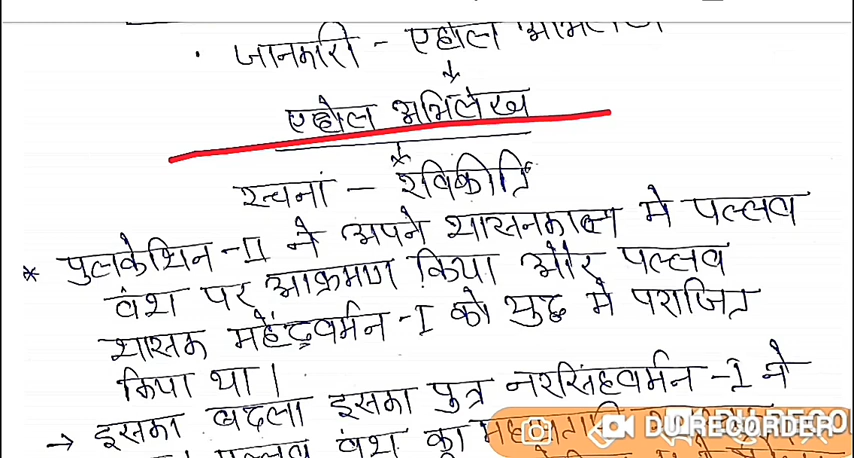 · जानकारी - एहोल अभिलेख
एहोल अभिलेख
रचना - रविकीर्ति
* पुलकेशिन -II ने अपने शासनकाल मे पल्लव
वंश पर आक्रमण किया और पल्लव
शासक महेंद्रवर्मन -I को युद्ध मे पराजित
किया था।
→ इसका बदला इसका पुत्र नरसिंहवर्मन -I ने
पल्लव वंश का
DU RECORDER